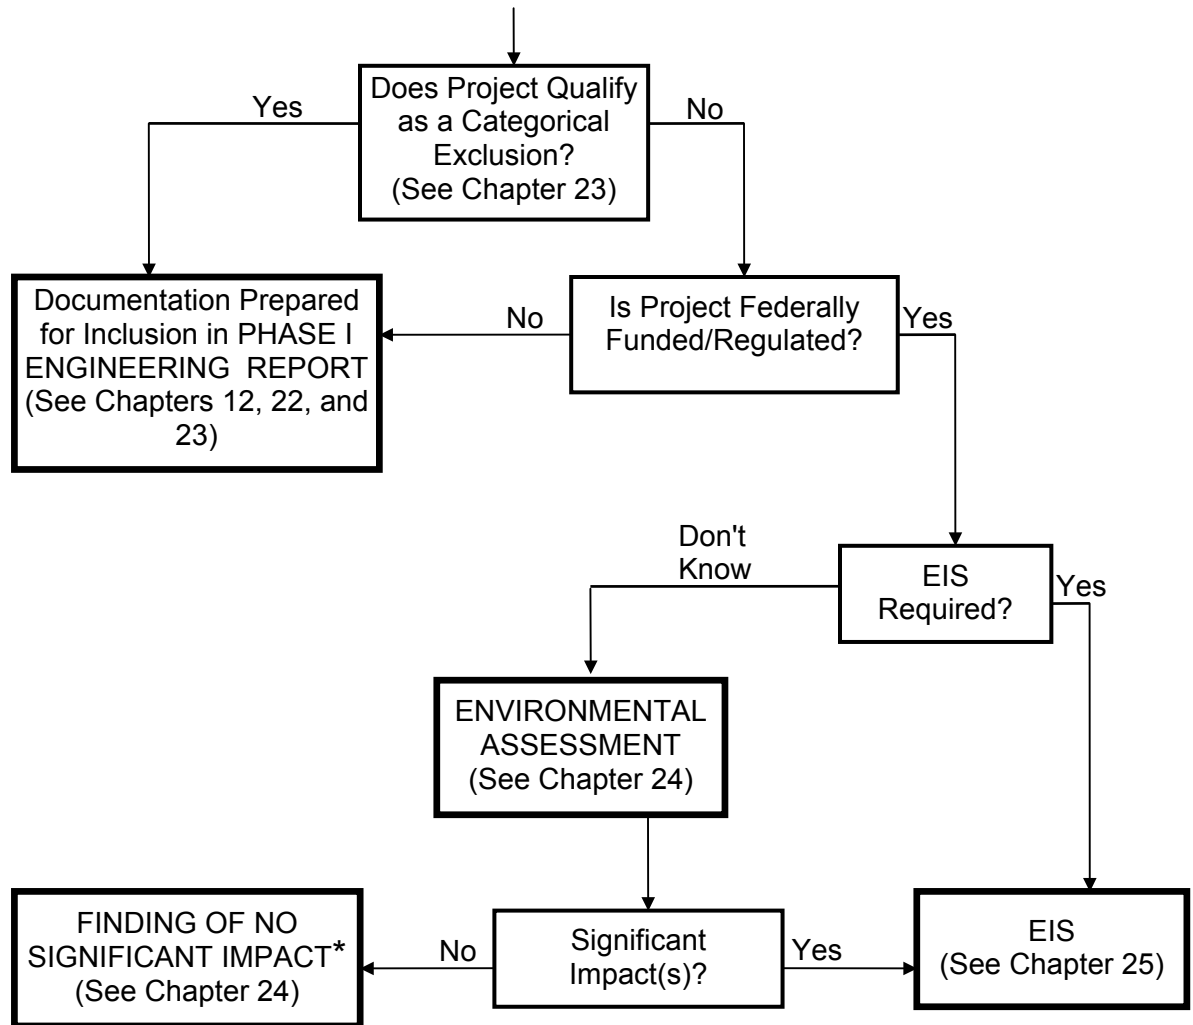 Does Project Qualify
as a Categorical
Exclusion?
(See Chapter 23)
Yes
No
Documentation Prepared
for Inclusion in PHASE I
ENGINEERING REPORT
(See Chapters 12, 22, and
23)
No
Is Project Federally
Funded/Regulated?
Yes
Don't
Know
EIS
Required?
Yes
ENVIRONMENTAL
ASSESSMENT
(See Chapter 24)
FINDING OF NO
SIGNIFICANT IMPACT*
(See Chapter 24)
No
Significant
Impact(s)?
Yes
EIS
(See Chapter 25)